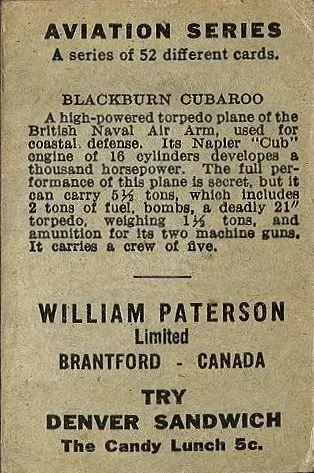 AVIATION SERIES
A series of 52 different cards.
BLACKBURN CUBAROO
A high-powered torpedo plane of the
British Naval Air Arm, used for
coastal defense. Its Napier "Cub"
engine of 16 cylinders developes a
thousand horsepower. The full per-
formance of this plane is secret, but it
can carry 5½ tons, which includes
2 tons of fuel, bombs, a deadly 21"
torpedo, weighing 1½ tons, and
amunition for its two machine guns.
It carries a crew of five.
WILLIAM PATERSON
Limited
BRANTFORD - CANADA
TRY
DENVER SANDWICH
The Candy Lunch 5c.